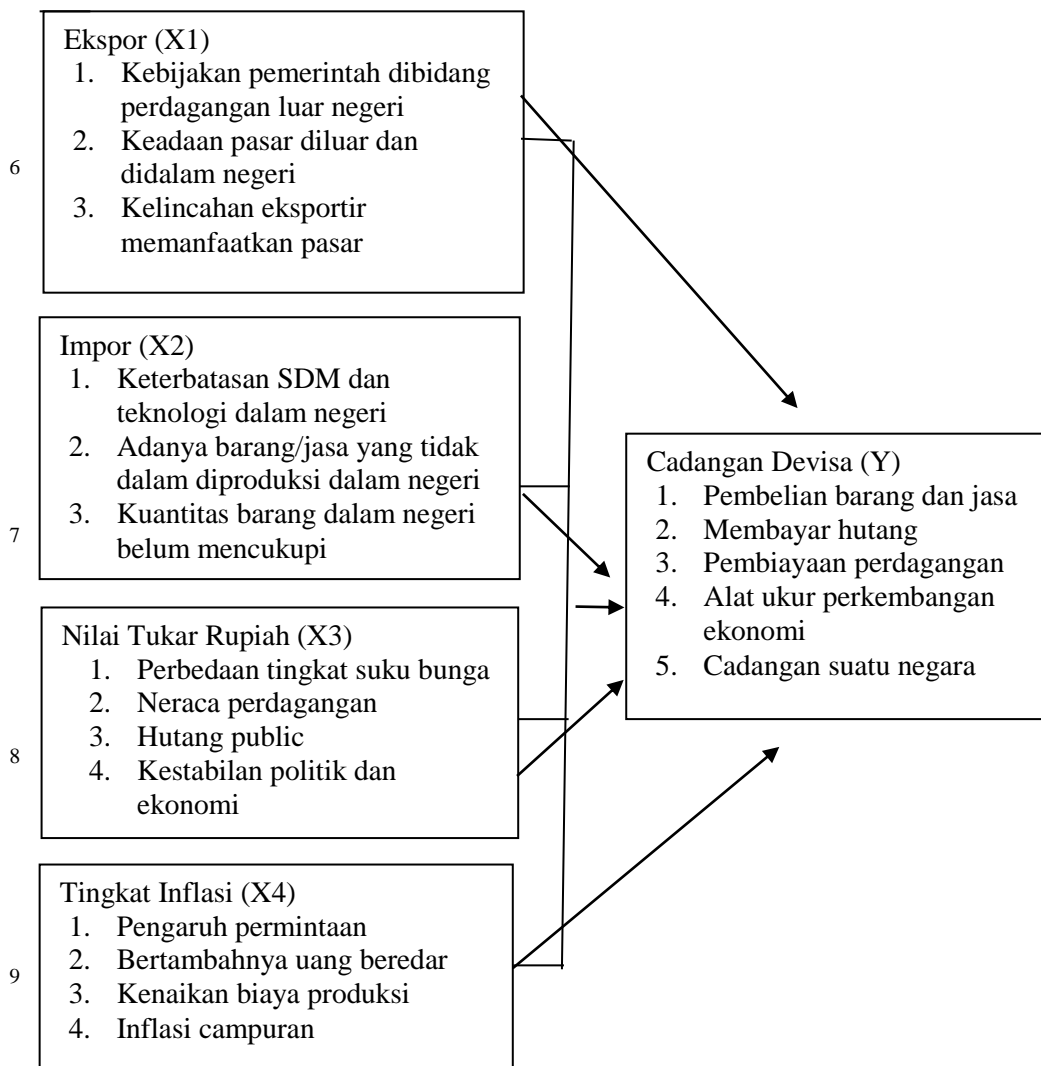 Ekspor (X1)
1. Kebijakan pemerintah dibidang
perdagangan luar negeri
2. Keadaan pasar diluar dan
didalam negeri
3. Kelincahan eksportir
memanfaatkan pasar
6
Impor (X2)
1. Keterbatasan SDM dan
teknologi dalam negeri
2. Adanya barang/jasa yang tidak
dalam diproduksi dalam negeri
3. Kuantitas barang dalam negeri
belum mencukupi
7
Nilai Tukar Rupiah (X3)
1. Perbedaan tingkat suku bunga
2. Neraca perdagangan
3. Hutang public
4. Kestabilan politik dan
ekonomi
8
Tingkat Inflasi (X4)
1. Pengaruh permintaan
2. Bertambahnya uang beredar
3. Kenaikan biaya produksi
4. Inflasi campuran
9
Cadangan Devisa (Y)
1. Pembelian barang dan jasa
2. Membayar hutang
3. Pembiayaan perdagangan
4. Alat ukur perkembangan
ekonomi
5. Cadangan suatu negara